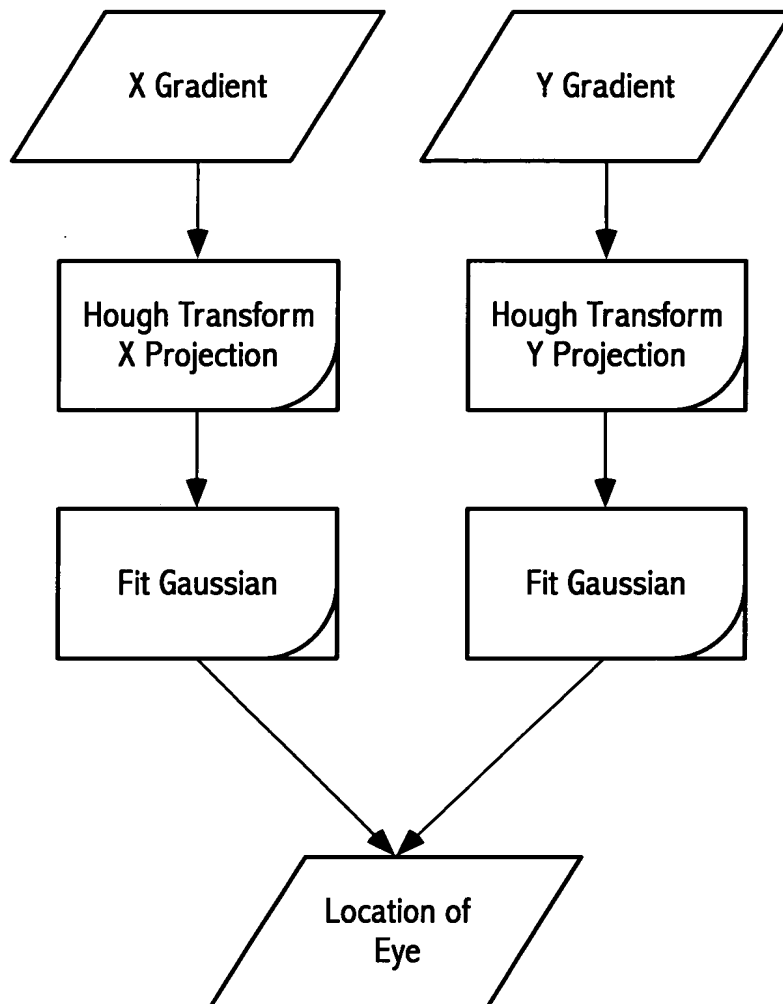 X Gradient
Y Gradient
Hough Transform
X Projection
Hough Transform
Y Projection
Fit Gaussian
Fit Gaussian
Location of
Eye